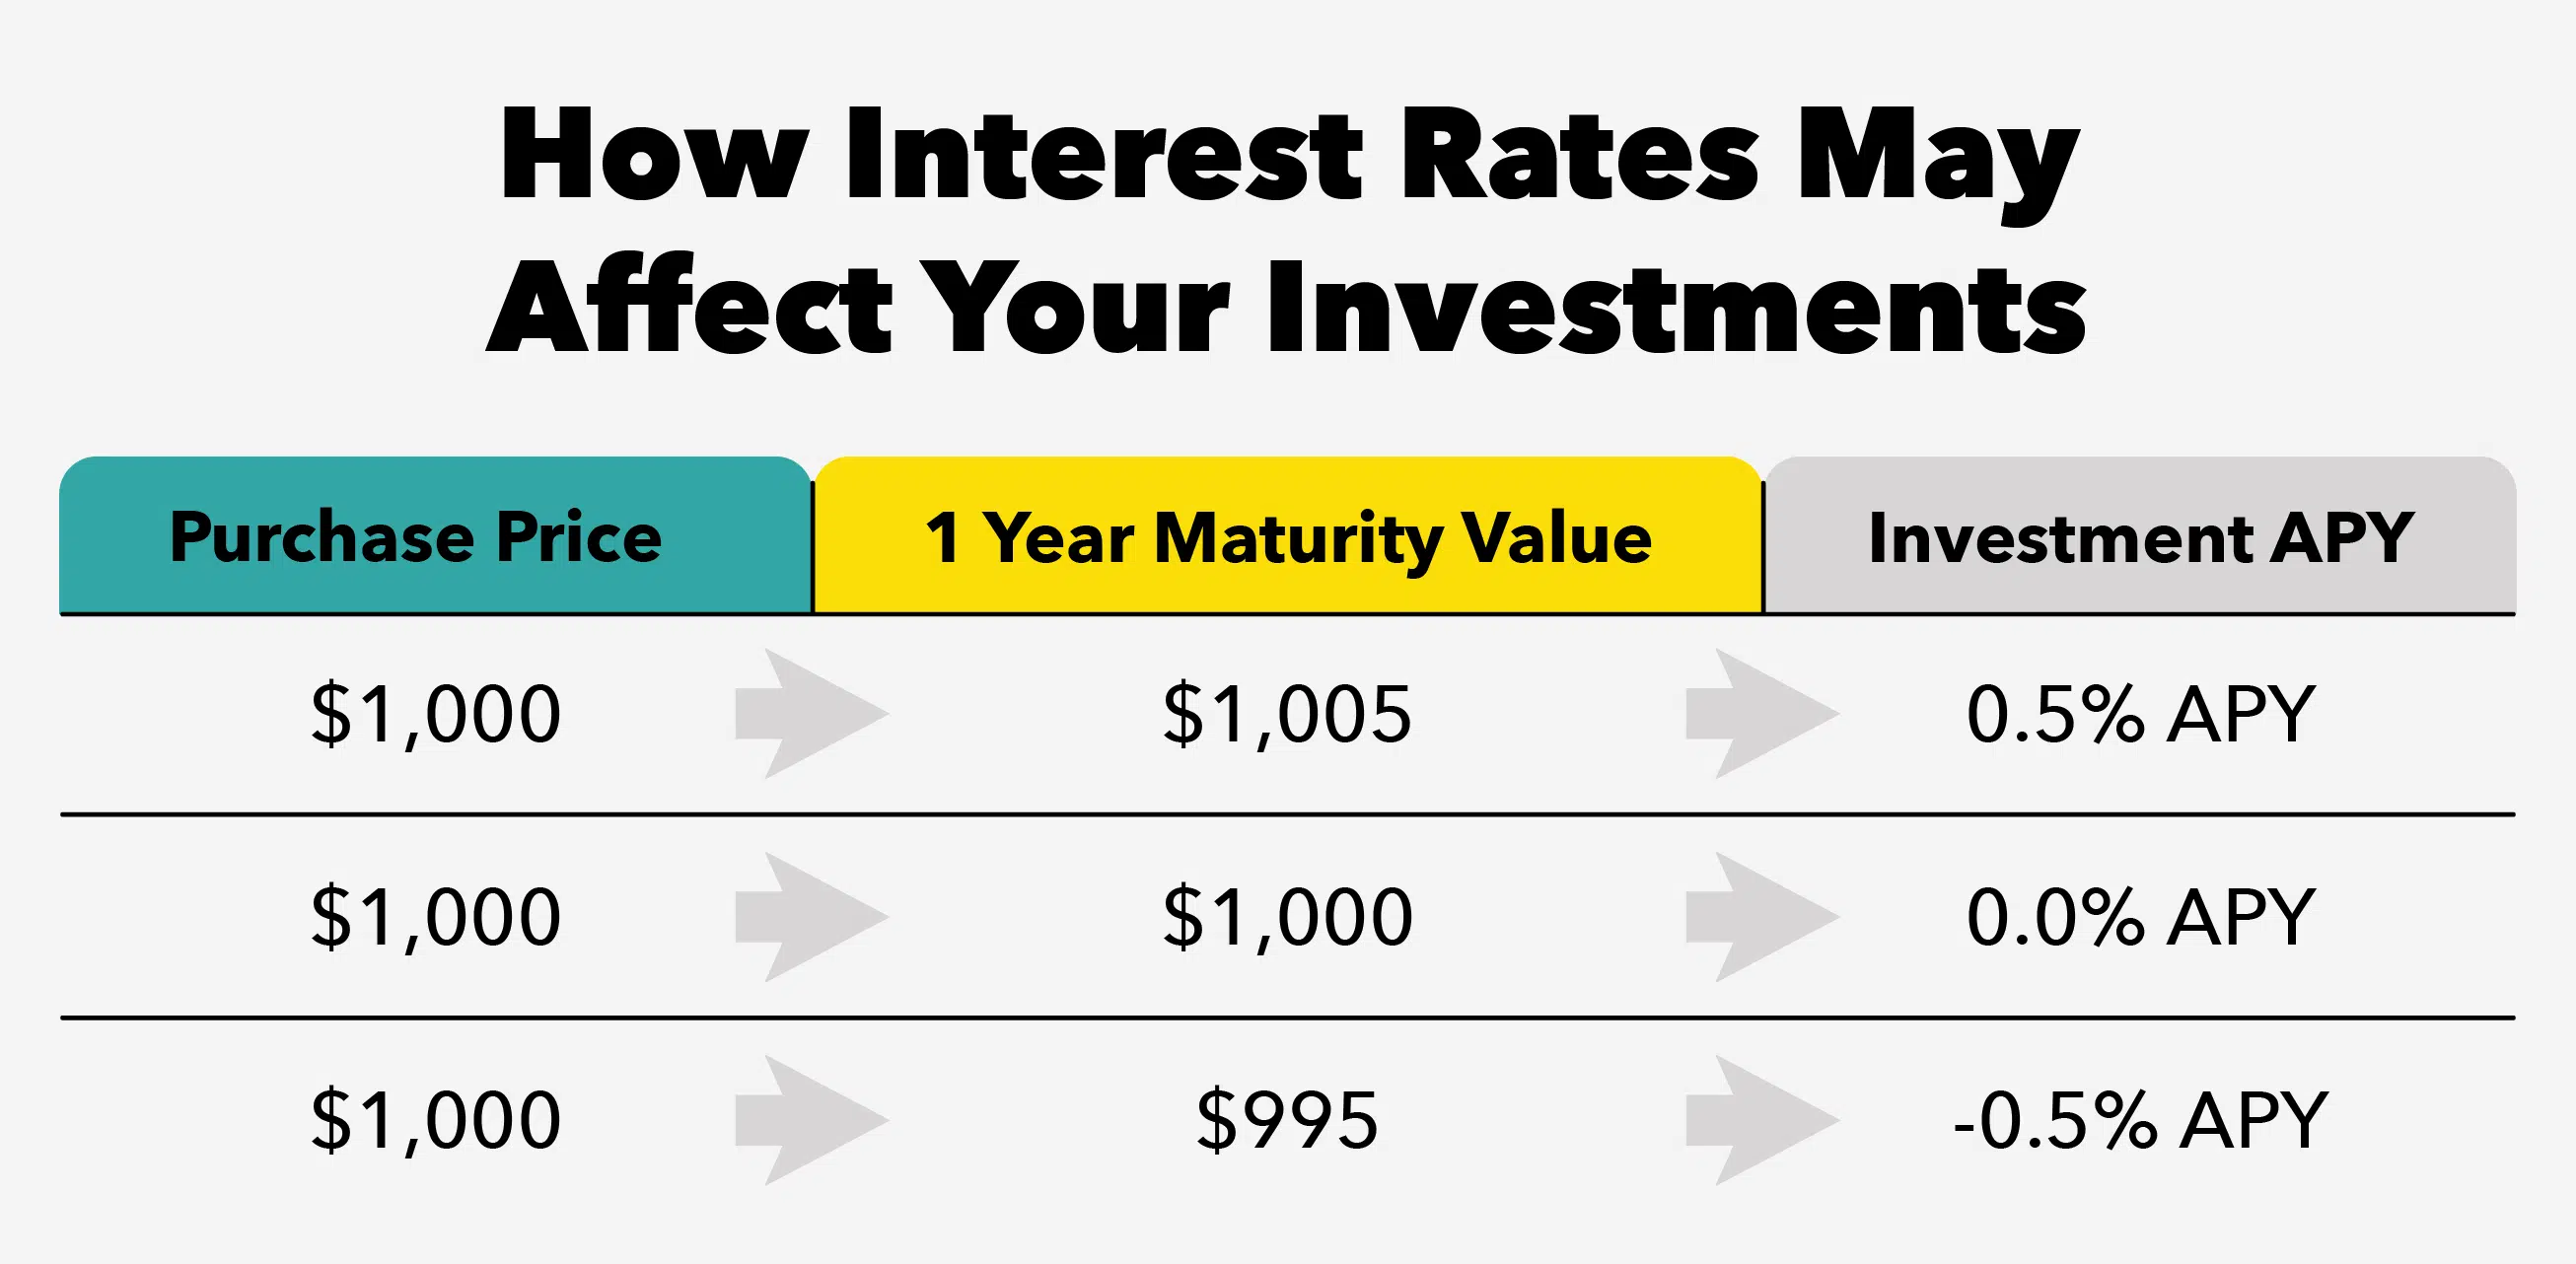 How Interest Rates May
Affect Your Investments
Purchase Price 1 Year Maturity Value Investment APY
$1,000 $1,005 0.5% APY
$1,000 $1,000 0.0% APY
$1,000 $995 -0.5% APY